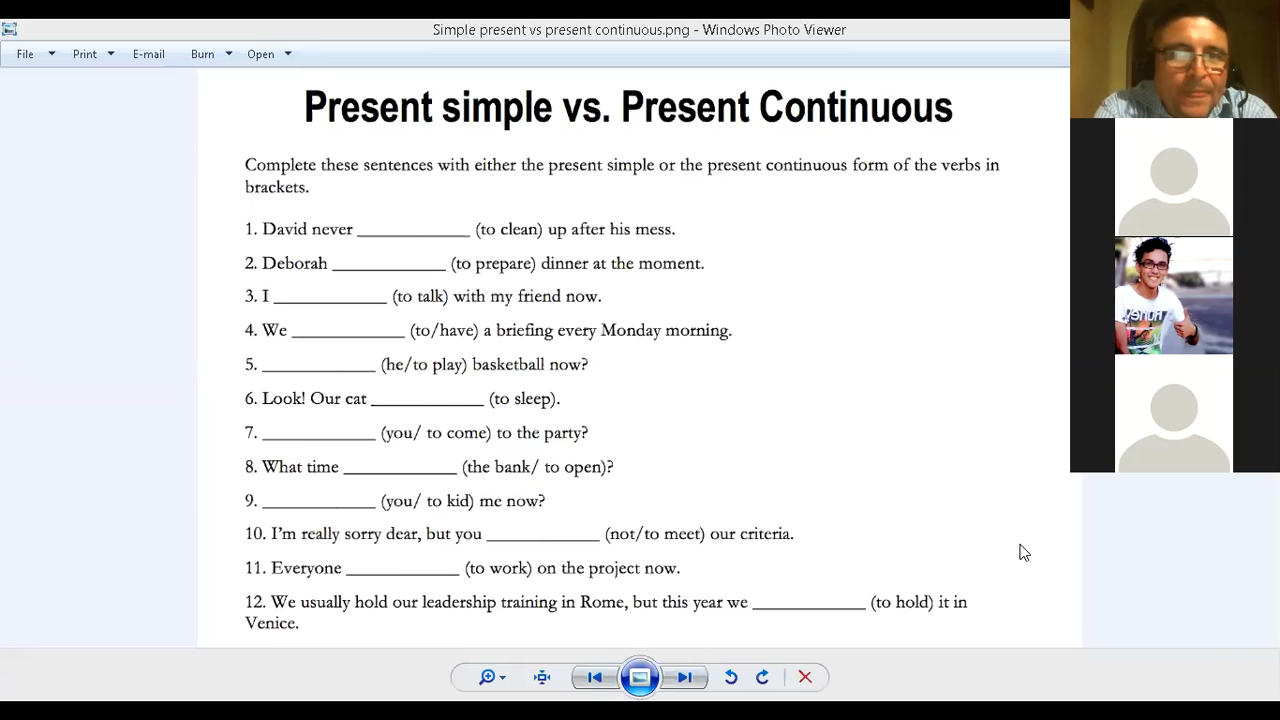 Simple present vs present continuous.png - Windows Photo Viewer
File Print E-mail Burn Open
Present simple vs. Present Continuous
Complete these sentences with either the present simple or the present continuous form of the verbs in
brackets.
1. David never ____________ (to clean) up after his mess.
2. Deborah ____________ (to prepare) dinner at the moment.
3. I ____________ (to talk) with my friend now.
4. We ____________ (to/have) a briefing every Monday morning.
5. ____________ (he/to play) basketball now?
6. Look! Our cat ____________ (to sleep).
7. ____________ (you/ to come) to the party?
8. What time ____________ (the bank/ to open)?
9. ____________ (you/ to kid) me now?
10. I'm really sorry dear, but you ____________ (not/to meet) our criteria.
11. Everyone ____________ (to work) on the project now.
12. We usually hold our leadership training in Rome, but this year we ____________ (to hold) it in
Venice.